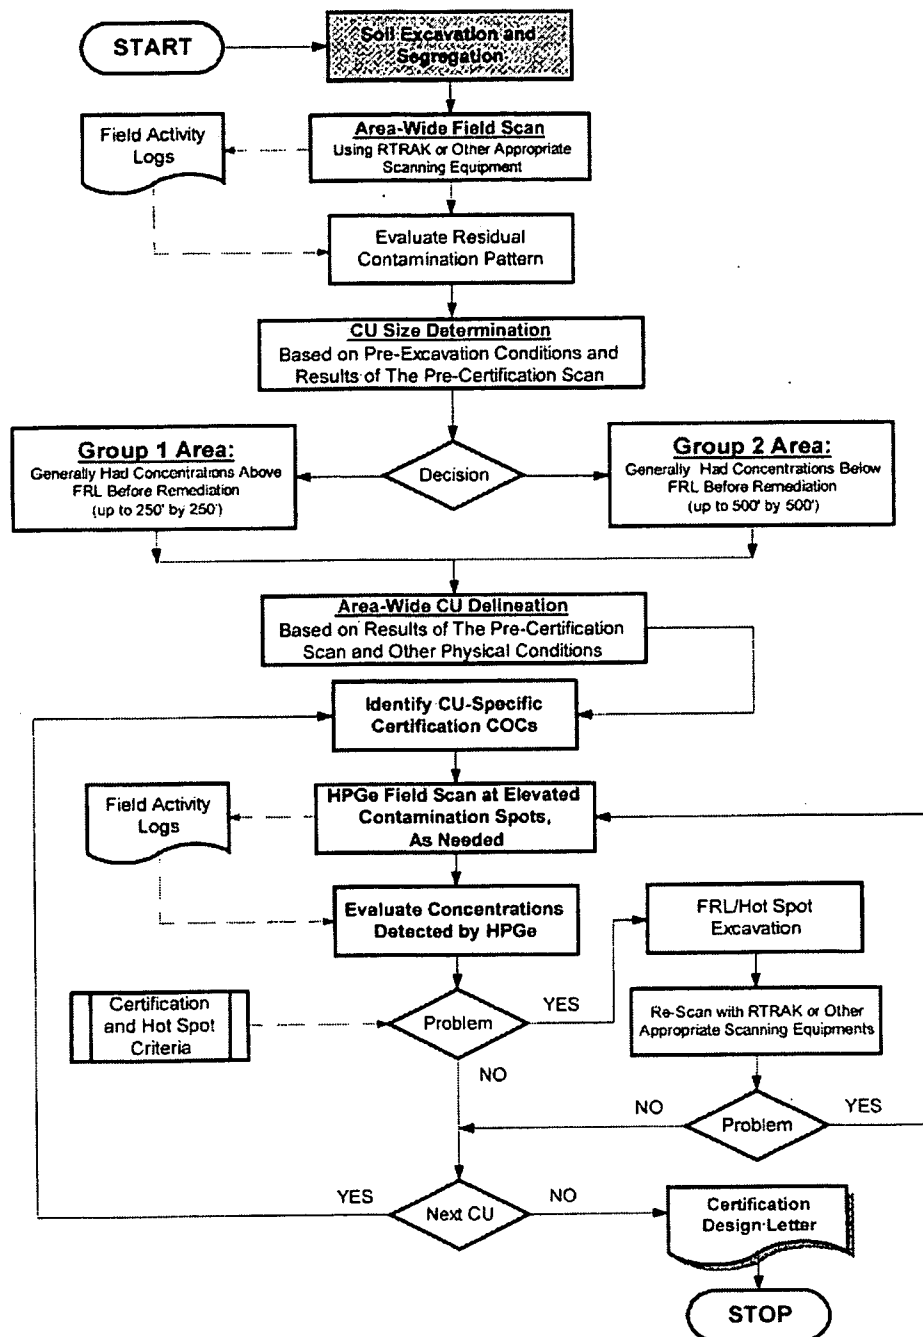 START
Soil Excavation and
Segregation
Field Activity
Logs
Area-Wide Field Scan
Using RTRAK or Other Appropriate
Scanning Equipment
Evaluate Residual
Contamination Pattern
CU Size Determination
Based on Pre-Excavation Conditions and
Results of The Pre-Certification Scan
Group 1 Area:
Generally Had Concentrations Above
FRL Before Remediation
(up to 250' by 250')
Decision
Group 2 Area:
Generally Had Concentrations Below
FRL Before Remediation
(up to 500' by 500')
Area-Wide CU Delineation
Based on Results of The Pre-Certification
Scan and Other Physical Conditions
Identify CU-Specific
Certification COCs
Field Activity
Logs
HPGe Field Scan at Elevated
Contamination Spots,
As Needed
Evaluate Concentrations
Detected by HPGe
FRL/Hot Spot
Excavation
Certification
and Hot Spot
Criteria
Problem
YES
Re-Scan with RTRAK or Other
Appropriate Scanning Equipments
NO
NO
Problem
YES
YES
Next CU
NO
Certification
Design Letter
STOP